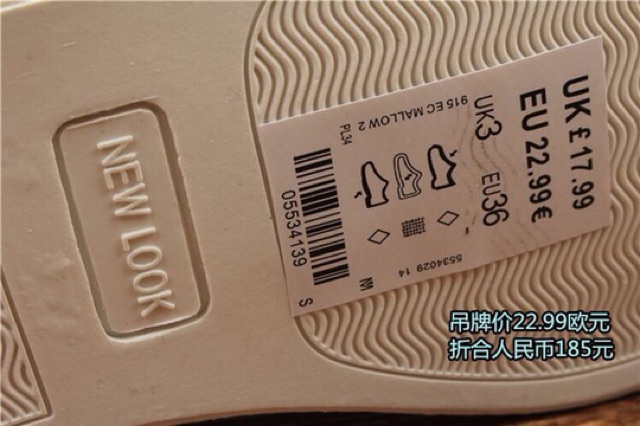 NEW LOOK
UK £17.99
EU 22.99€
UK3 EU36
915 EC MALLOW 2
PL34
5534029 14
05534139
S
M
吊牌价22.99欧元
折合人民币185元